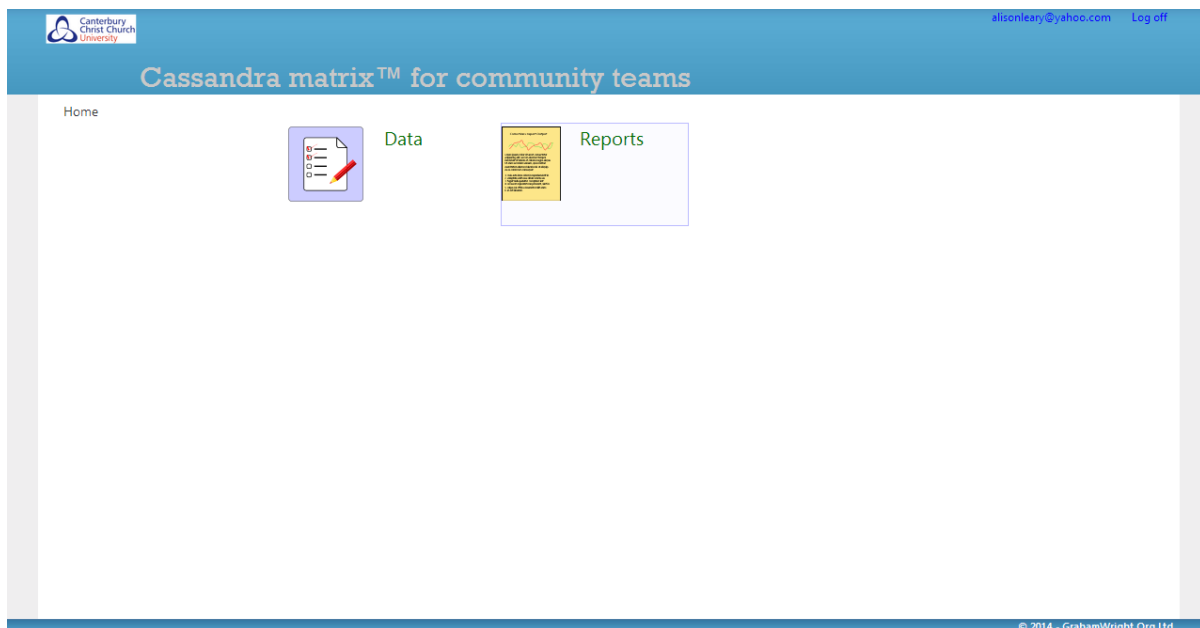 Canterbury
Christ Church
University
alisonleary@yahoo.com Log off
Cassandra matrix™ for community teams
Home
Data
Reports
© 2014 - GrahamWright.Org Ltd